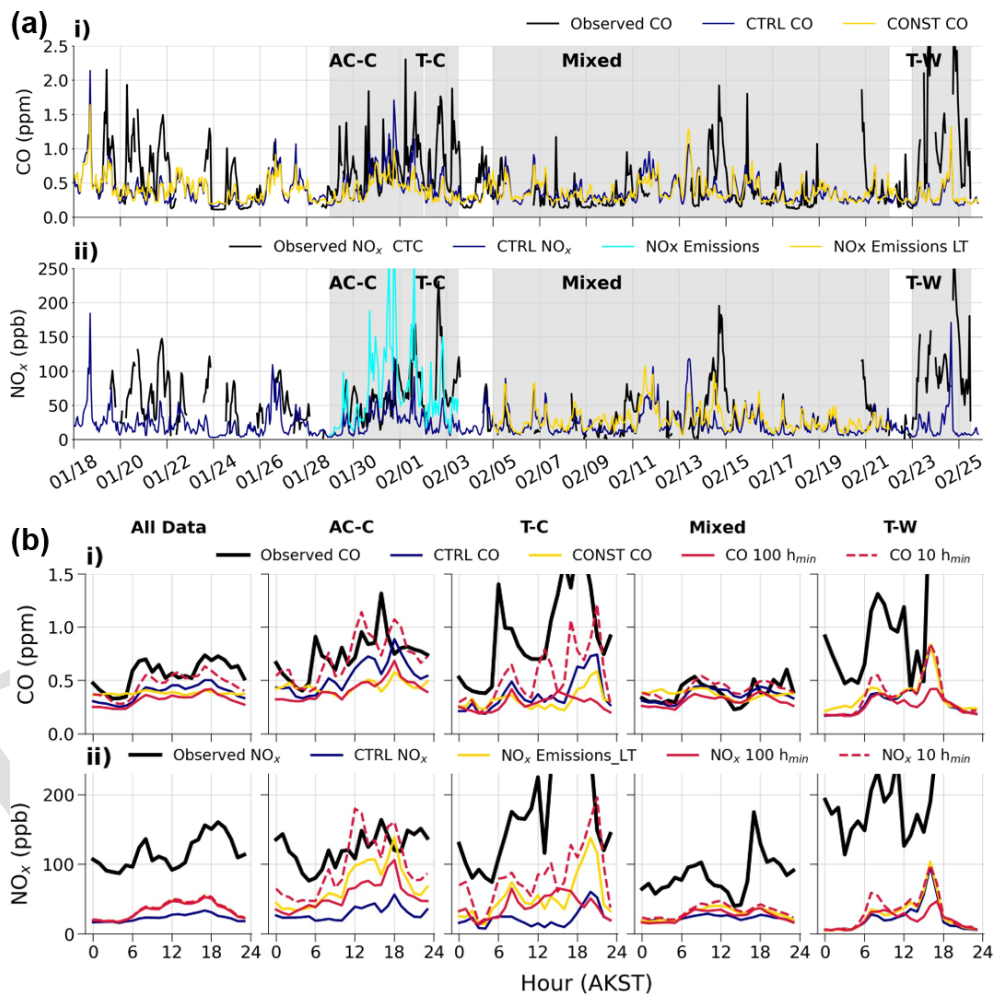 (a) i)
Observed CO CTRL CO CONST CO
AC-C T-C Mixed T-W
CO (ppm)
2.5
2.0
1.5
1.0
0.5
0.0
ii)
Observed NOₓ CTC CTRL NOₓ NOx Emissions NOx Emissions LT
AC-C T-C Mixed T-W
NOₓ (ppb)
250
200
150
100
50
0
01/18 01/20 01/22 01/24 01/26 01/28 01/30 02/01 02/03 02/05 02/07 02/09 02/11 02/13 02/15 02/17 02/19 02/21 02/23 02/25
(b) All Data AC-C T-C Mixed T-W
i)
Observed CO CTRL CO CONST CO CO 100 hₘᵢₙ CO 10 hₘᵢₙ
CO (ppm)
1.5
1.0
0.5
0.0
ii)
Observed NOₓ CTRL NOₓ NOₓ Emissions_LT NOₓ 100 hₘᵢₙ NOₓ 10 hₘᵢₙ
NOₓ (ppb)
200
100
0
0 6 12 18 24 0 6 12 18 24 0 6 12 18 24 0 6 12 18 24 0 6 12 18 24
Hour (AKST)